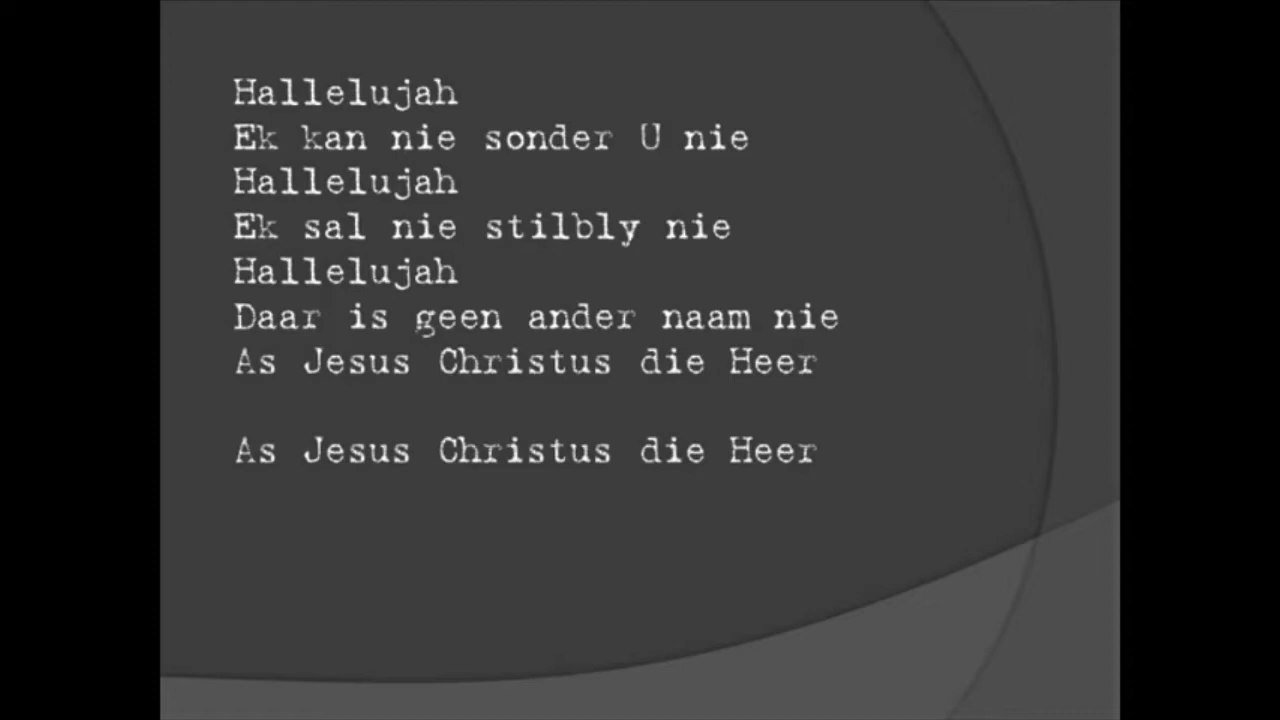 Hallelujah
Ek kan nie sonder U nie
Hallelujah
Ek sal nie stilbly nie
Hallelujah
Daar is geen ander naam nie
As Jesus Christus die Heer
As Jesus Christus die Heer